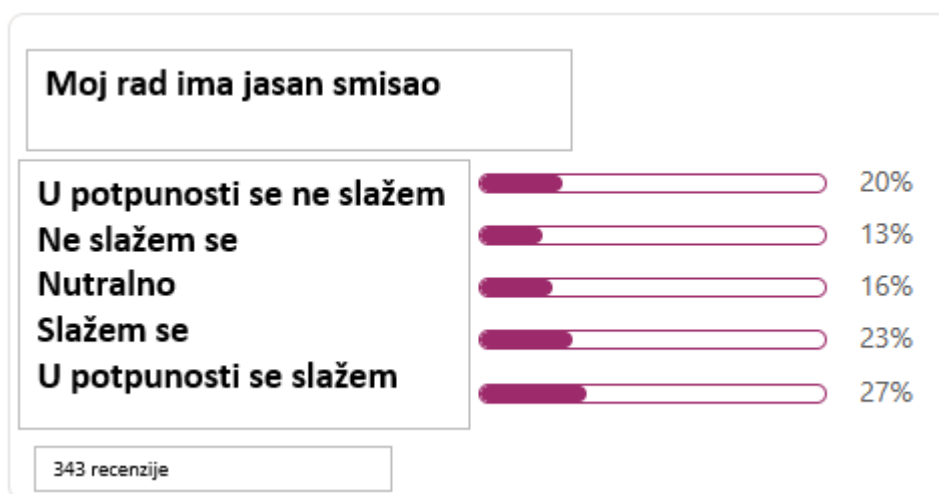 Moj rad ima jasan smisao
U potpunosti se ne slažem 20%
Ne slažem se 13%
Nutralno 16%
Slažem se 23%
U potpunosti se slažem 27%
343 recenzije